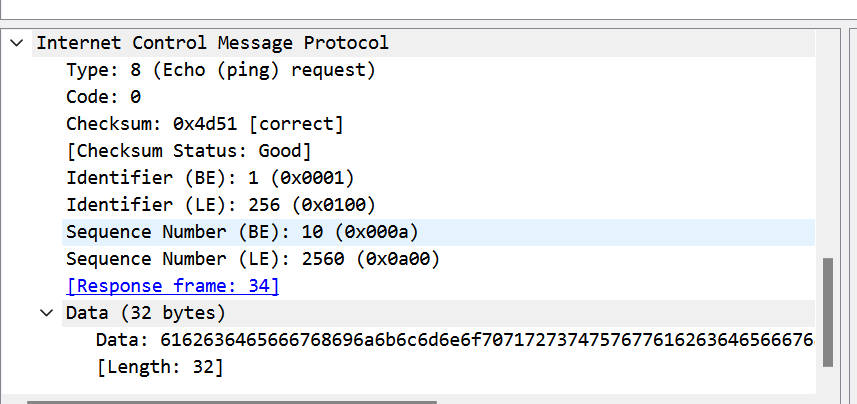 Internet Control Message Protocol
Type: 8 (Echo (ping) request)
Code: 0
Checksum: 0x4d51 [correct]
[Checksum Status: Good]
Identifier (BE): 1 (0x0001)
Identifier (LE): 256 (0x0100)
Sequence Number (BE): 10 (0x000a)
Sequence Number (LE): 2560 (0x0a00)
[Response frame: 34]
Data (32 bytes)
Data: 6162636465666768696a6b6c6d6e6f7071727374757677616263646566676
[Length: 32]